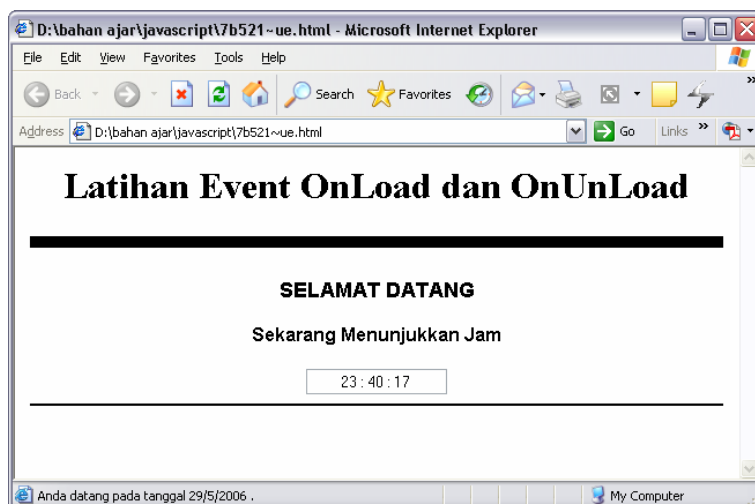 D:\bahan ajar\javascript\7b521~ue.html - Microsoft Internet Explorer
File Edit View Favorites Tools Help
Back Search Favorites
Address D:\bahan ajar\javascript\7b521~ue.html Go Links
Latihan Event OnLoad dan OnUnLoad
SELAMAT DATANG
Sekarang Menunjukkan Jam
23 : 40 : 17
Anda datang pada tanggal 29/5/2006 . My Computer